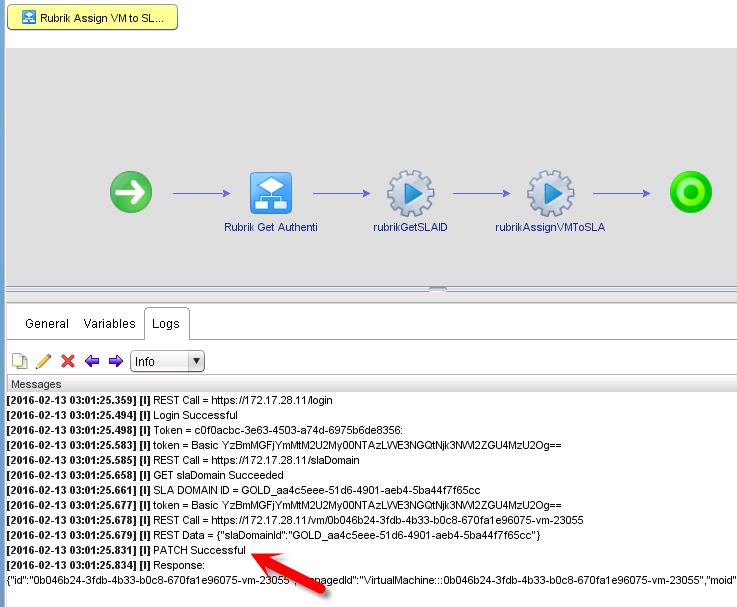 Rubrik Assign VM to SL...
Rubrik Get Authenti
rubrikGetSLAID
rubrikAssignVMToSLA
General Variables Logs
Info
Messages
[2016-02-13 03:01:25.359] [I] REST Call = https://172.17.28.11/login
[2016-02-13 03:01:25.494] [I] Login Successful
[2016-02-13 03:01:25.498] [I] Token = c0f0acbc-3e63-4503-a74d-6975b6de8356:
[2016-02-13 03:01:25.583] [I] token = Basic YzBmMGFjYmMtM2U2My00NTAzLWE3NGQtNjk3NWI2ZGU4MzU2Og==
[2016-02-13 03:01:25.585] [I] REST Call = https://172.17.28.11/slaDomain
[2016-02-13 03:01:25.658] [I] GET slaDomain Succeeded
[2016-02-13 03:01:25.661] [I] SLA DOMAIN ID = GOLD_aa4c5eee-51d6-4901-aeb4-5ba44f7f65cc
[2016-02-13 03:01:25.677] [I] token = Basic YzBmMGFjYmMtM2U2My00NTAzLWE3NGQtNjk3NWI2ZGU4MzU2Og==
[2016-02-13 03:01:25.678] [I] REST Call = https://172.17.28.11/vm/0b046b24-3fdb-4b33-b0c8-670fa1e96075-vm-23055
[2016-02-13 03:01:25.679] [I] REST Data = {"slaDomainId":"GOLD_aa4c5eee-51d6-4901-aeb4-5ba44f7f65cc"}
[2016-02-13 03:01:25.831] [I] PATCH Successful
[2016-02-13 03:01:25.834] [I] Response:
{"id":"0b046b24-3fdb-4b33-b0c8-670fa1e96075-vm-23055","nagedId":"VirtualMachine:::0b046b24-3fdb-4b33-b0c8-670fa1e96075-vm-23055","moid"